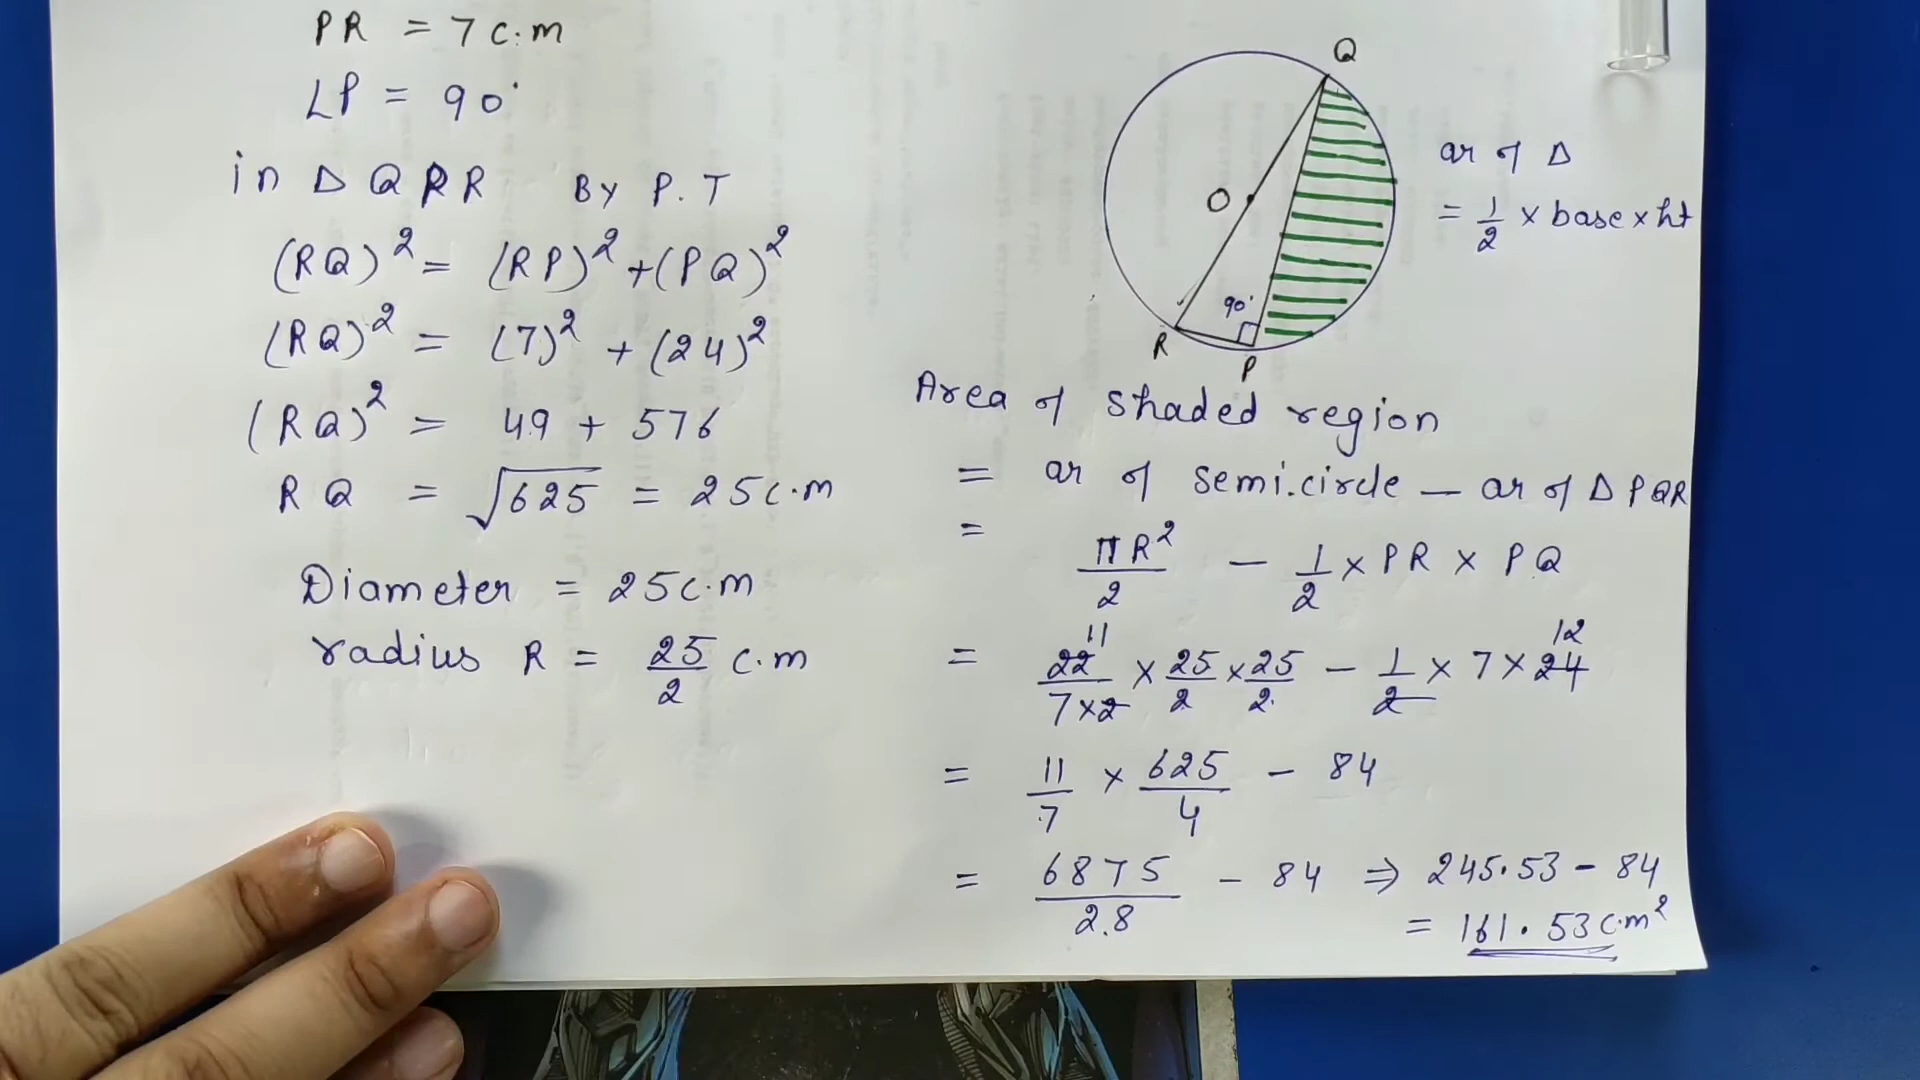 PR = 7 c.m
∠P = 90°
in Δ QPR By P.T
(RQ)² = (RP)² + (PQ)²
(RQ)² = (7)² + (24)²
(RQ)² = 49 + 576
RQ = √625 = 25 c.m
Diameter = 25 c.m
radius R = 25/2 c.m
Q
O
90°
R
P
ar of Δ
= 1/2 × base × ht
Area of shaded region
= ar of semi.circle – ar of Δ PQR
= πR²/2 – 1/2 × PR × PQ
11 12
= 22/7×2 × 25/2 × 25/2 – 1/2 × 7 × 24
= 11/7 × 625/4 – 84
= 6875/2.8 – 84 ⇒ 245.53 – 84
= 161.53 c.m²